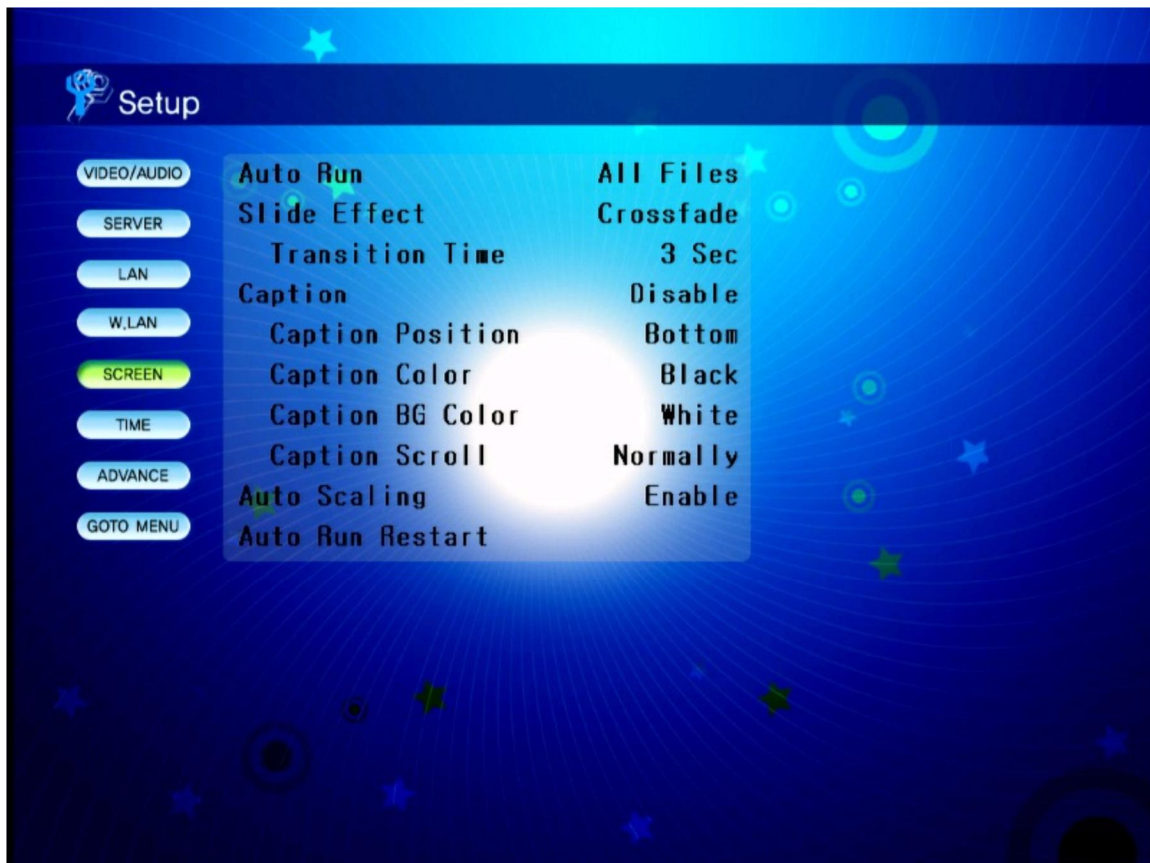 Setup
VIDEO/AUDIO
SERVER
LAN
W.LAN
SCREEN
TIME
ADVANCE
GOTO MENU
Auto Run All Files
Slide Effect Crossfade
Transition Time 3 Sec
Caption Disable
Caption Position Bottom
Caption Color Black
Caption BG Color White
Caption Scroll Normally
Auto Scaling Enable
Auto Run Restart